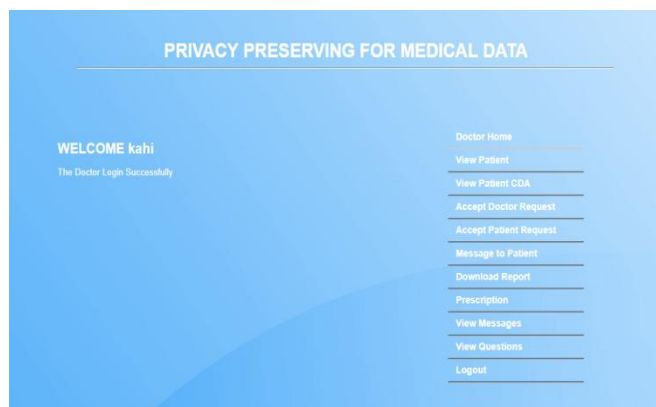 PRIVACY PRESERVING FOR MEDICAL DATA
WELCOME kahi
The Doctor Login Successfully
Doctor Home
View Patient
View Patient CDA
Accept Doctor Request
Accept Patient Request
Message to Patient
Download Report
Prescription
View Messages
View Questions
Logout